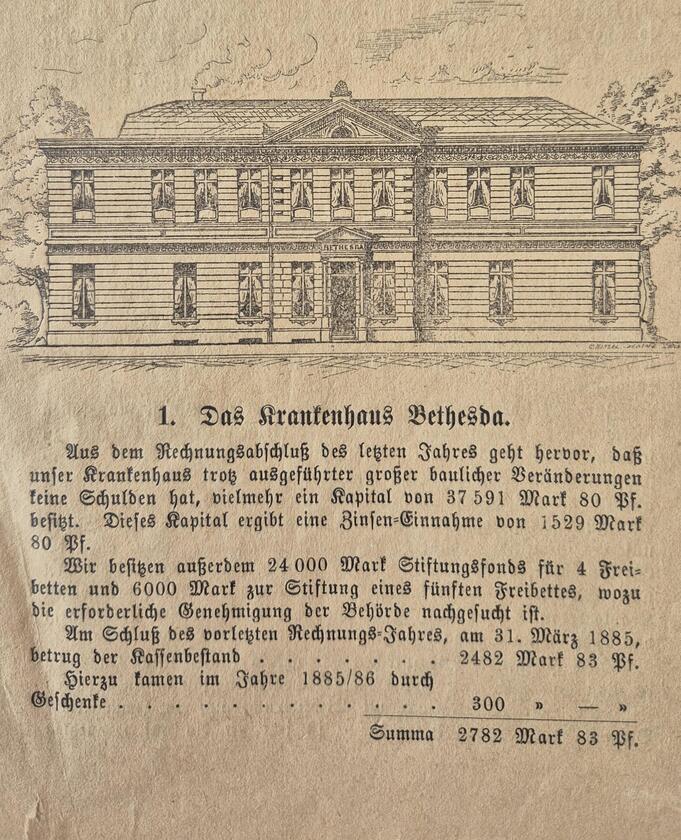 BETHESDA
1. Das Krankenhaus Bethesda.
Aus dem Rechnungsabschluß des letzten Jahres geht hervor, daß
unser Krankenhaus trotz ausgeführter großer baulicher Veränderungen
keine Schulden hat, vielmehr ein Kapital von 37 591 Mark 80 Pf.
besitzt. Dieses Kapital ergibt eine Zinsen-Einnahme von 1529 Mark
80 Pf.
Wir besitzen außerdem 24 000 Mark Stiftungsfonds für 4 Frei-
betten und 6000 Mark zur Stiftung eines fünften Freibettes, wozu
die erforderliche Genehmigung der Behörde nachgesucht ist.
Am Schluß des vorletzten Rechnungs-Jahres, am 31. März 1885,
betrug der Kassenbestand . . . . . . . 2482 Mark 83 Pf.
Hierzu kamen im Jahre 1885/86 durch
Geschenke . . . . . . . . . . . . . 300 „ — „
Summa 2782 Mark 83 Pf.